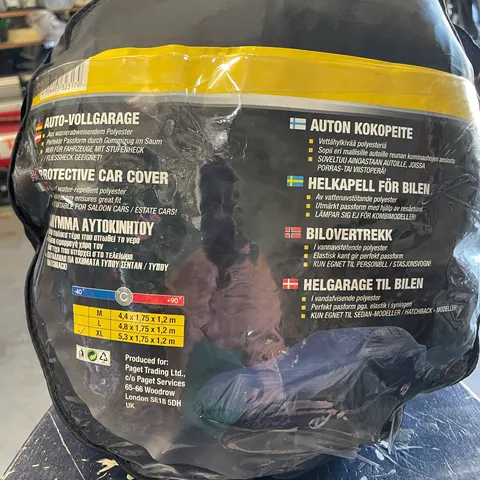 AUTO-VOLLGARAGE
Aus wasserabweisendem Polyester
Perfekte Passform durch Gummizug im Saum
NUR FÜR FAHRZEUGE MIT STUFENHECK
/ FLIESSHECK GEEIGNET!
PROTECTIVE CAR COVER
water-repellent polyester
ensures great fit
SUITABLE FOR SALOON CARS / ESTATE CARS!
ΚΑΛΥΜΜΑ ΑΥΤΟΚΙΝΗΤΟΥ
-40°
C
+90°
M 4,4 x 1,75 x 1,2 m
L 4,8 x 1,75 x 1,2 m
XL 5,3 x 1,75 x 1,2 m
Produced for:
Paget Trading Ltd.,
c/o Paget Services
65-66 Woodrow
London SE18 5DH
UK
AUTON KOKOPEITE
• Vettähylkivää polyesteriä
• Sopii eri mallisille autoille reunan kuminauhojen ansiosta
• SOVELTUU AINOASTAAN AUTOILLE, JOISSA
PORRAS- TAI VIISTOPERÄ!
HELKAPELL FÖR BILEN
• Av vattenavstötande polyester
• Utmärkt passform med hjälp av resårband
• LÄMPAR SIG EJ FÖR KOMBIMODELLER!
BILOVERTREKK
• I vannavstøtende polyester
• Elastisk kant gir perfekt passform
• KUN EGNET TIL PERSONBILL / STASJONSVOGN!
HELGARAGE TIL BILEN
• I vandafvisende polyester
• Perfekt pasform pga. elastik i syningen
• KUN EGNET TIL SEDAN-MODELLER / HATCHBACK - MODELLER!